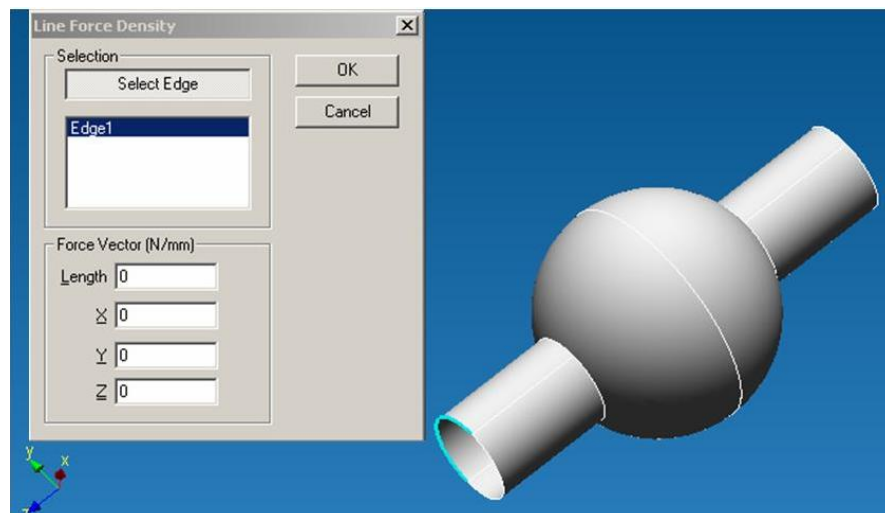 Line Force Density
Selection
Select Edge
OK
Cancel
Edge1
Force Vector (N/mm)
Length 0
X 0
Y 0
Z 0
y
x
z